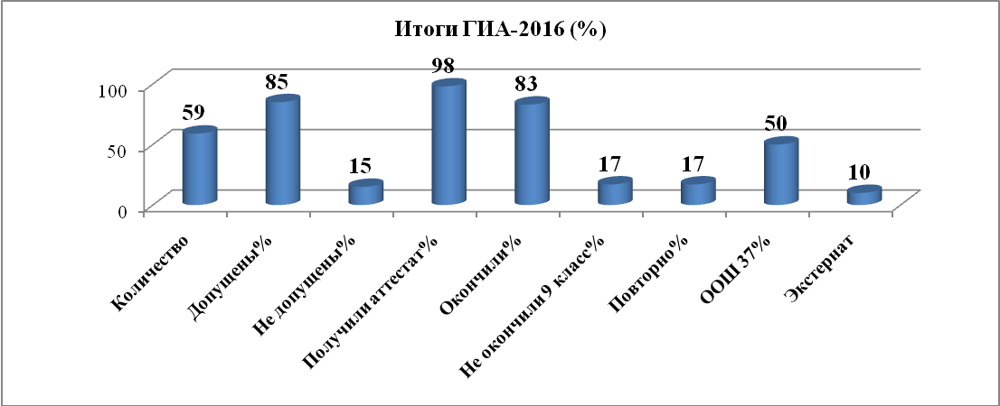 Итоги ГИА-2016 (%)
100
50
0
59
85
15
98
83
17
17
50
10
Количество
Допущены%
Не допущены%
Получили аттестат%
Окончили%
Не окончили 9 класс%
Повторно%
ООШ 37%
Экстернат